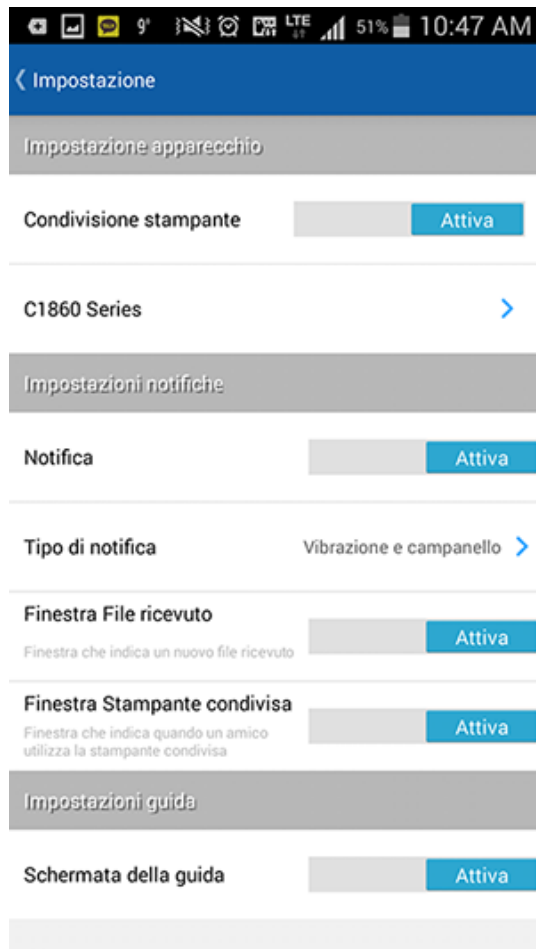 9° LTE 51% 10:47 AM
Impostazione
Impostazione apparecchio
Condivisione stampante Attiva
C1860 Series
Impostazioni notifiche
Notifica Attiva
Tipo di notifica Vibrazione e campanello
Finestra File ricevuto
Finestra che indica un nuovo file ricevuto Attiva
Finestra Stampante condivisa
Finestra che indica quando un amico Attiva
utilizza la stampante condivisa
Impostazioni guida
Schermata della guida Attiva